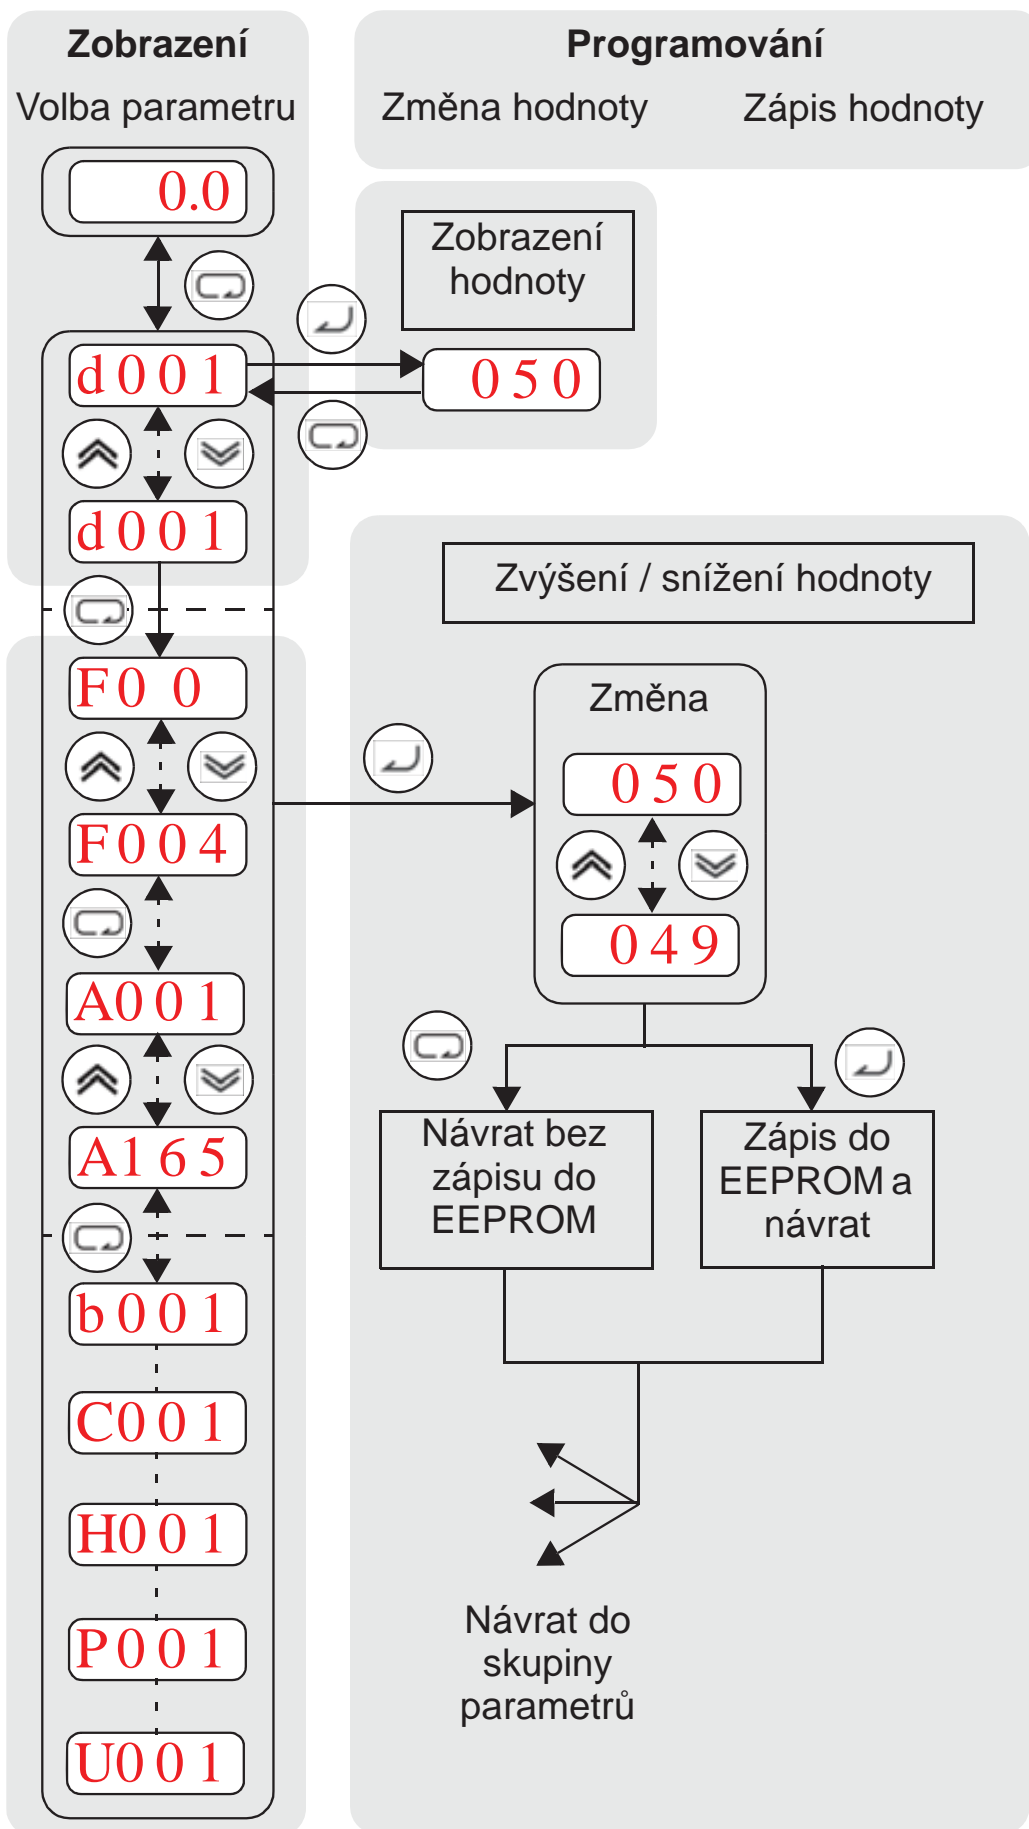 Zobrazení
Programování
Volba parametru
Změna hodnoty
Zápis hodnoty
0.0
Zobrazení
hodnoty
d001
050
d001
Zvýšení / snížení hodnoty
F0 0
Změna
050
F004
049
A001
Návrat bez
zápisu do
EEPROM
Zápis do
EEPROM a
návrat
A165
b001
C001
H001
P001
U001
Návrat do
skupiny
parametrů